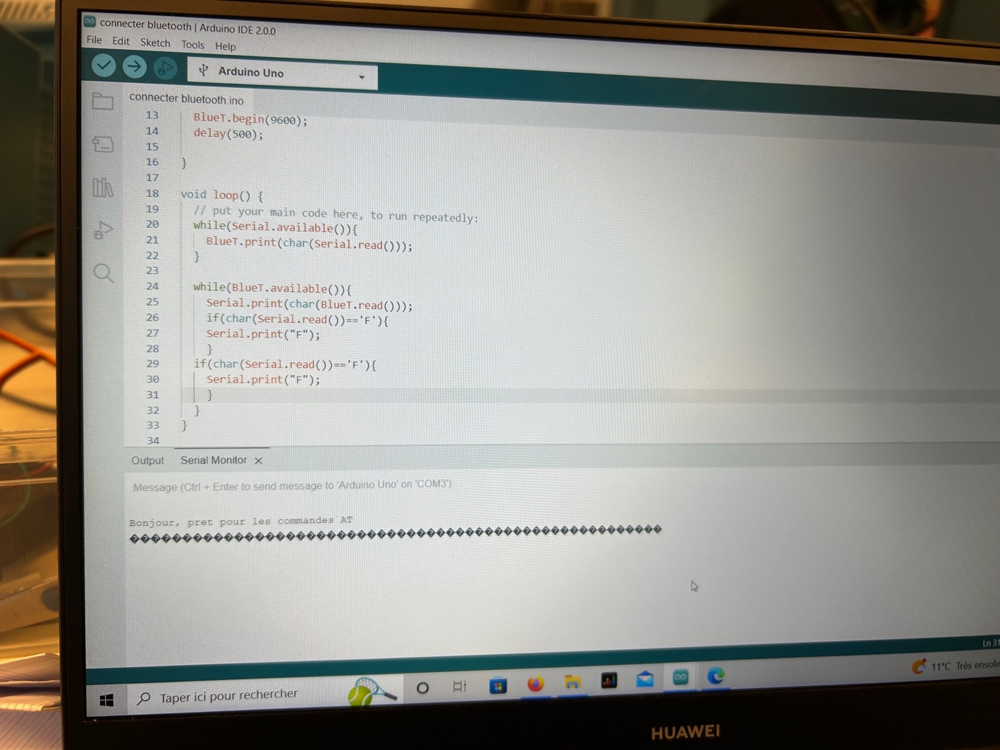 connecter bluetooth | Arduino IDE 2.0.0
File Edit Sketch Tools Help
Arduino Uno
connecter bluetooth.ino
13 BlueT.begin(9600);
14 delay(500);
15
16 }
17
18 void loop() {
19 // put your main code here, to run repeatedly:
20 while(Serial.available()){
21 BlueT.print(char(Serial.read()));
22 }
23
24 while(BlueT.available()){
25 Serial.print(char(BlueT.read()));
26 if(char(Serial.read())=='F'){
27 Serial.print("F");
28 }
29 if(char(Serial.read())=='F'){
30 Serial.print("F");
31 }
32 }
33 }
34
Output Serial Monitor ×
Message (Ctrl + Enter to send message to 'Arduino Uno' on 'COM3')
Bonjour, pret pour les commandes AT
Ln 31
Taper ici pour rechercher
11°C Très ensole
HUAWEI